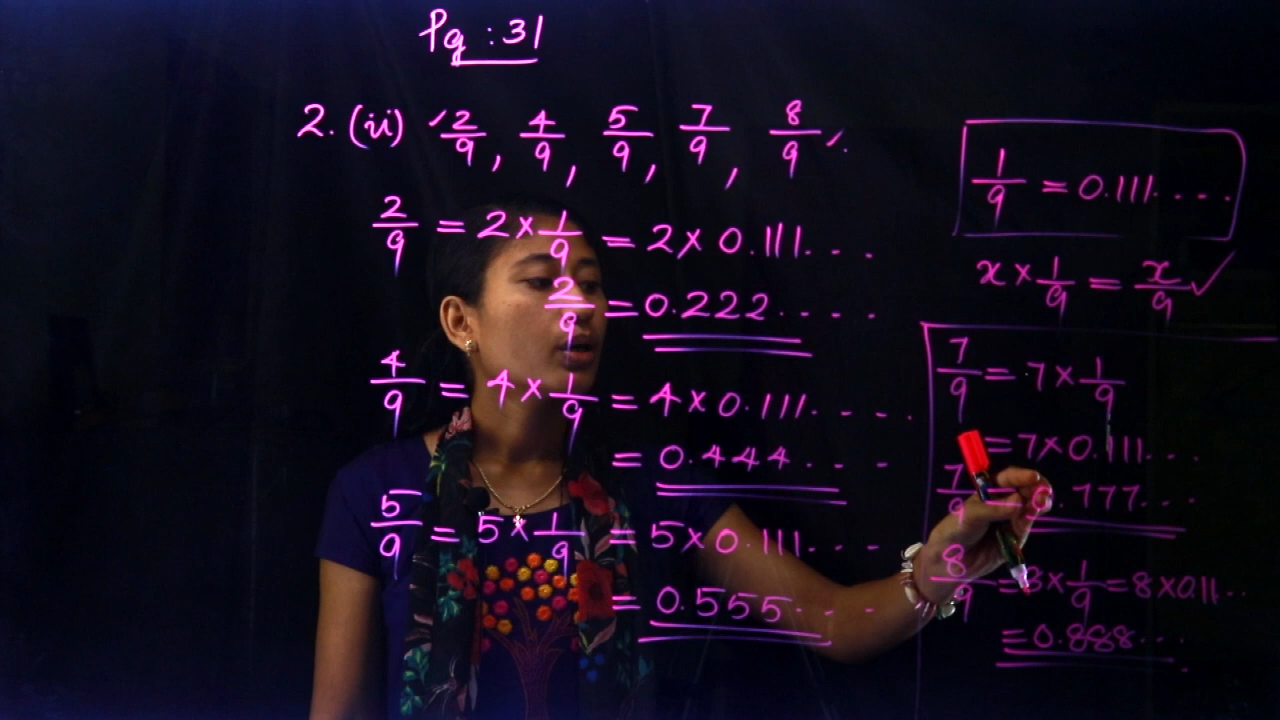 Pg : 31
2. (ii) 2/9, 4/9, 5/9, 7/9, 8/9.
2/9 = 2 × 1/9 = 2 × 0.111....
2/9 = 0.222.....
4/9 = 4 × 1/9 = 4 × 0.111.....
= 0.444....
5/9 = 5 × 1/9 = 5 × 0.111....
= 0.555....
1/9 = 0.111.....
x × 1/9 = x/9 ✓
7/9 = 7 × 1/9
= 7 × 0.111...
7/9 = 0.777...
8/9 = 8 × 1/9 = 8 × 0.11...
= 0.888....